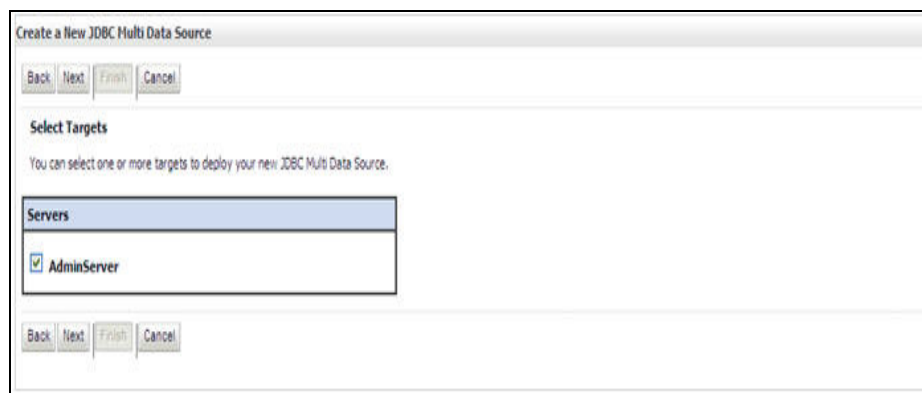 Create a New JDBC Multi Data Source
Back Next Finish Cancel
Select Targets
You can select one or more targets to deploy your new JDBC Multi Data Source.
Servers
AdminServer
Back Next Finish Cancel